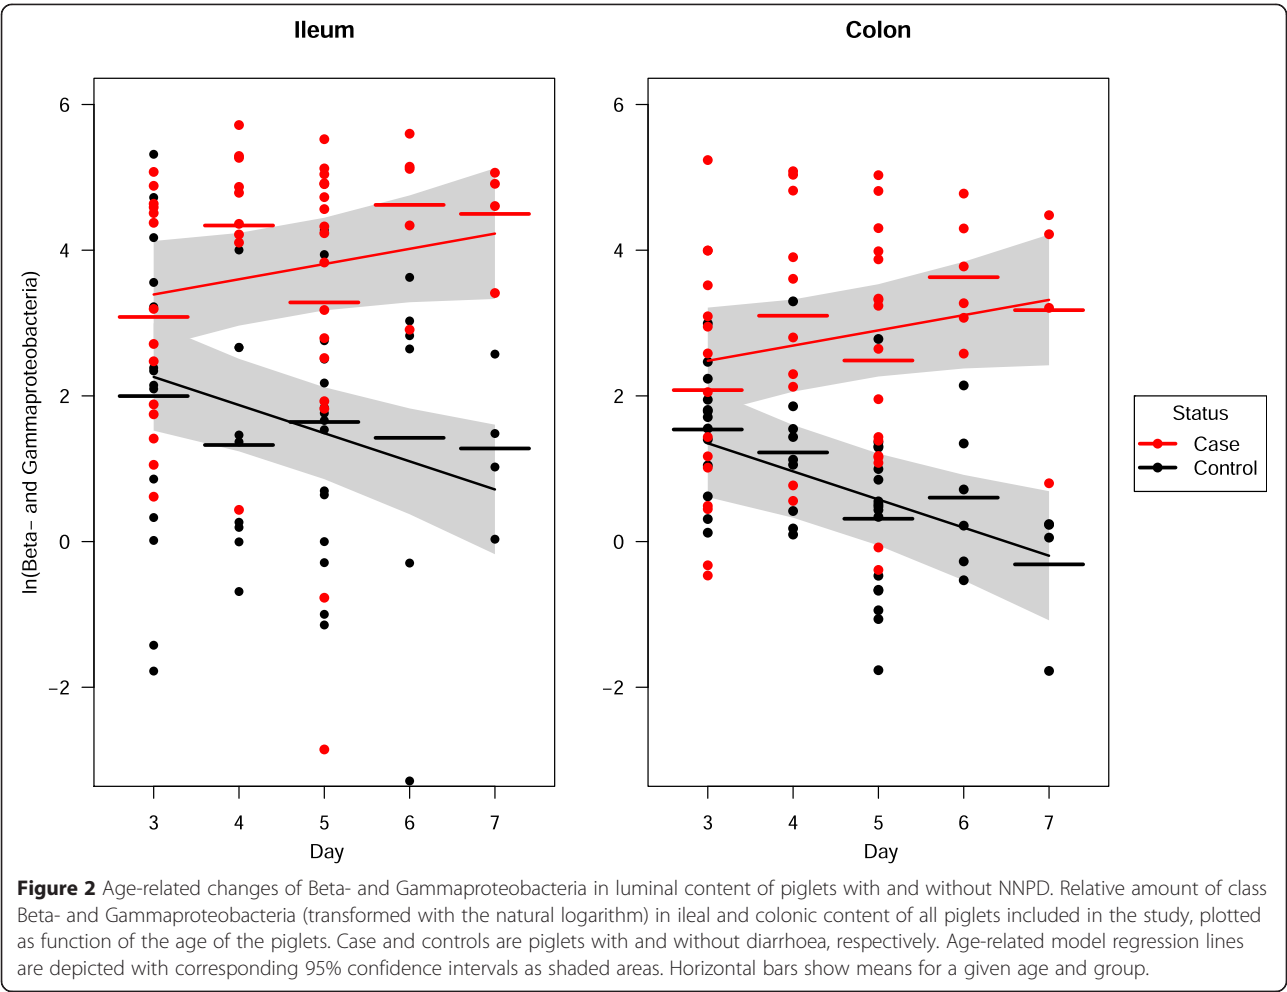 Ileum
Colon
6
4
2
0
−2
ln(Beta− and Gammaproteobacteria)
3 4 5 6 7
Day
6
4
2
0
−2
3 4 5 6 7
Day
Status
Case
Control
Figure 2 Age-related changes of Beta- and Gammaproteobacteria in luminal content of piglets with and without NNPD. Relative amount of class
Beta- and Gammaproteobacteria (transformed with the natural logarithm) in ileal and colonic content of all piglets included in the study, plotted
as function of the age of the piglets. Case and controls are piglets with and without diarrhoea, respectively. Age-related model regression lines
are depicted with corresponding 95% confidence intervals as shaded areas. Horizontal bars show means for a given age and group.